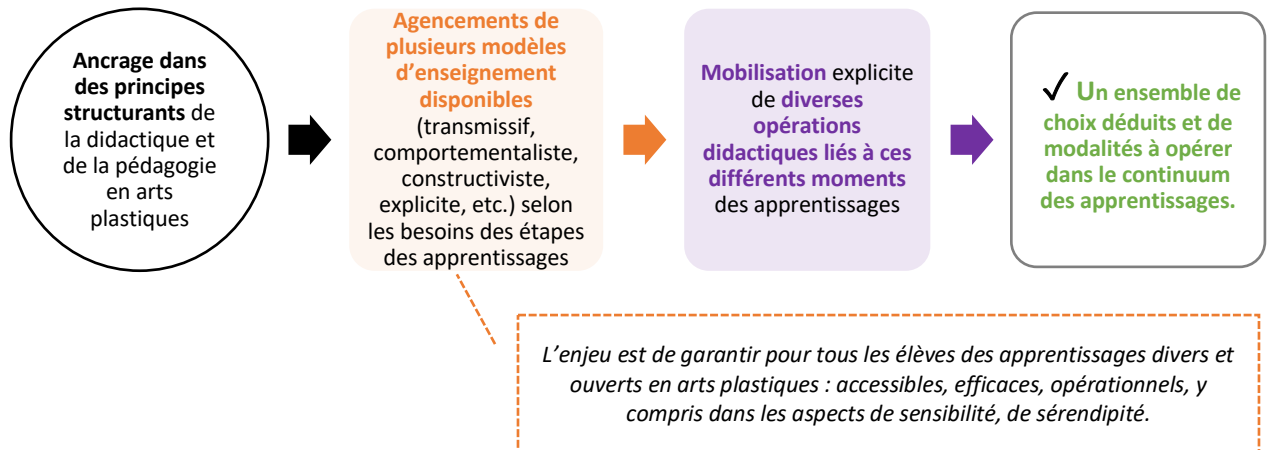 Ancrage dans
des principes
structurants de
la didactique et
de la pédagogie
en arts
plastiques
Agencements de
plusieurs modèles
d’enseignement
disponibles
(transmissif,
comportementaliste,
constructiviste,
explicite, etc.) selon
les besoins des étapes
des apprentissages
Mobilisation explicite
de diverses
opérations
didactiques liés à ces
différents moments
des apprentissages
✓ Un ensemble de
choix déduits et de
modalités à opérer
dans le continuum
des apprentissages.
L’enjeu est de garantir pour tous les élèves des apprentissages divers et
ouverts en arts plastiques : accessibles, efficaces, opérationnels, y
compris dans les aspects de sensibilité, de sérendipité.